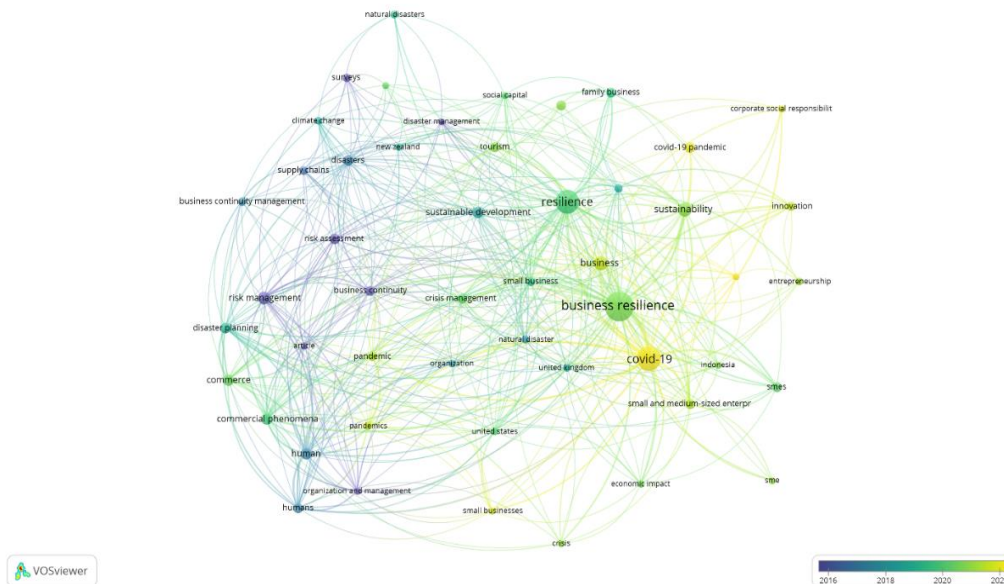 natural disasters
surveys
social capital
family business
corporate social responsibilit
climate change
disaster management
new zealand
tourism
covid-19 pandemic
disasters
supply chains
business continuity management
resilience
sustainable development
sustainability
innovation
risk assessment
business
small business
entrepreneurship
business continuity
risk management
crisis management
business resilience
disaster planning
natural disaster
article
pandemic
organization
united kingdom
covid-19
indonesia
commerce
smes
small and medium-sized enterpr
commercial phenomena
pandemics
united states
human
sme
economic impact
organization and management
humans
small businesses
crisis
VOSviewer
2016
2018
2020